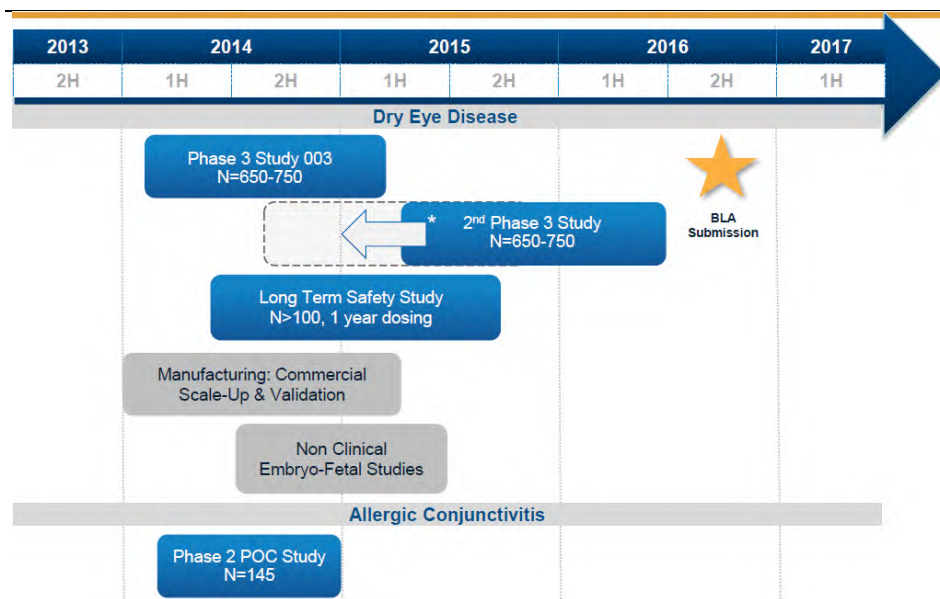 2013 2014 2015 2016 2017
2H 1H 2H 1H 2H 1H 2H 1H
Dry Eye Disease
Phase 3 Study 003
N=650-750
* 2nd Phase 3 Study
N=650-750
BLA
Submission
Long Term Safety Study
N>100, 1 year dosing
Manufacturing: Commercial
Scale-Up & Validation
Non Clinical
Embryo-Fetal Studies
Allergic Conjunctivitis
Phase 2 POC Study
N=145